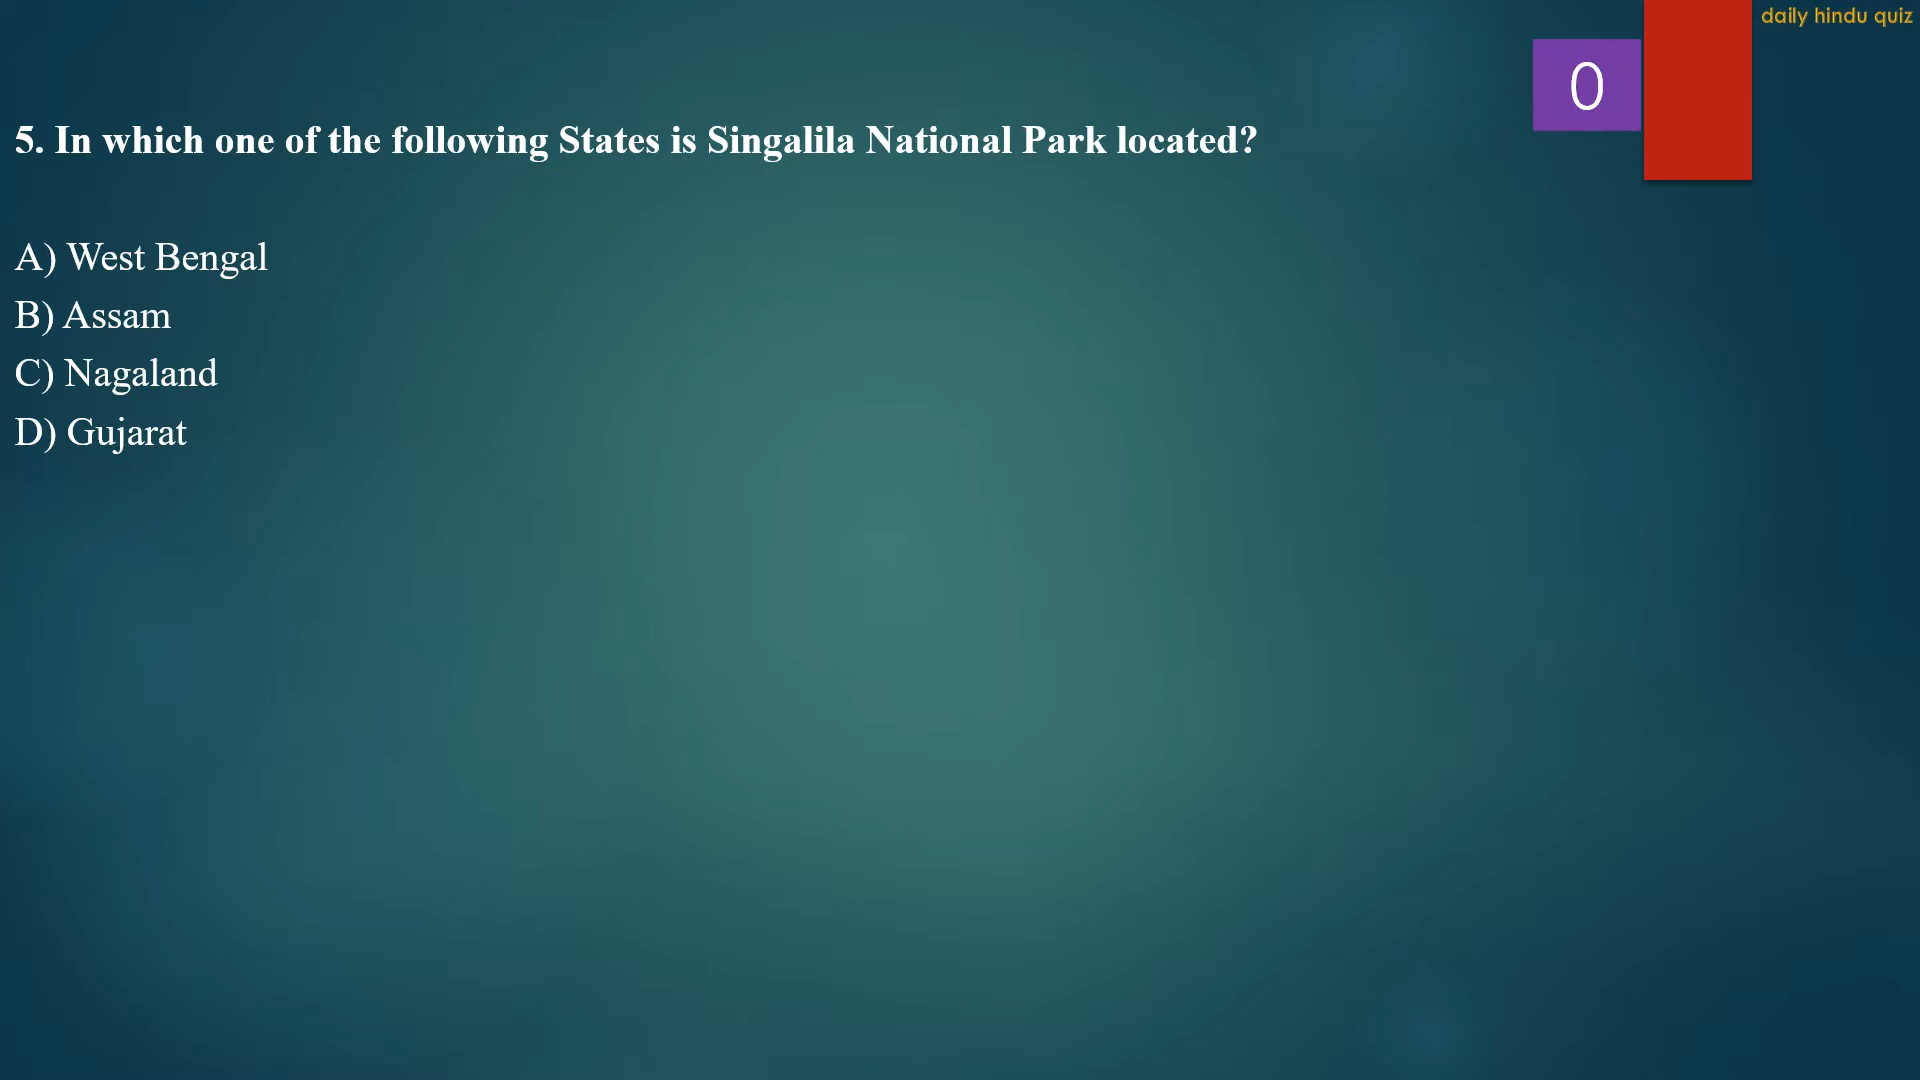 daily hindu quiz
0
5. In which one of the following States is Singalila National Park located?
A) West Bengal
B) Assam
C) Nagaland
D) Gujarat